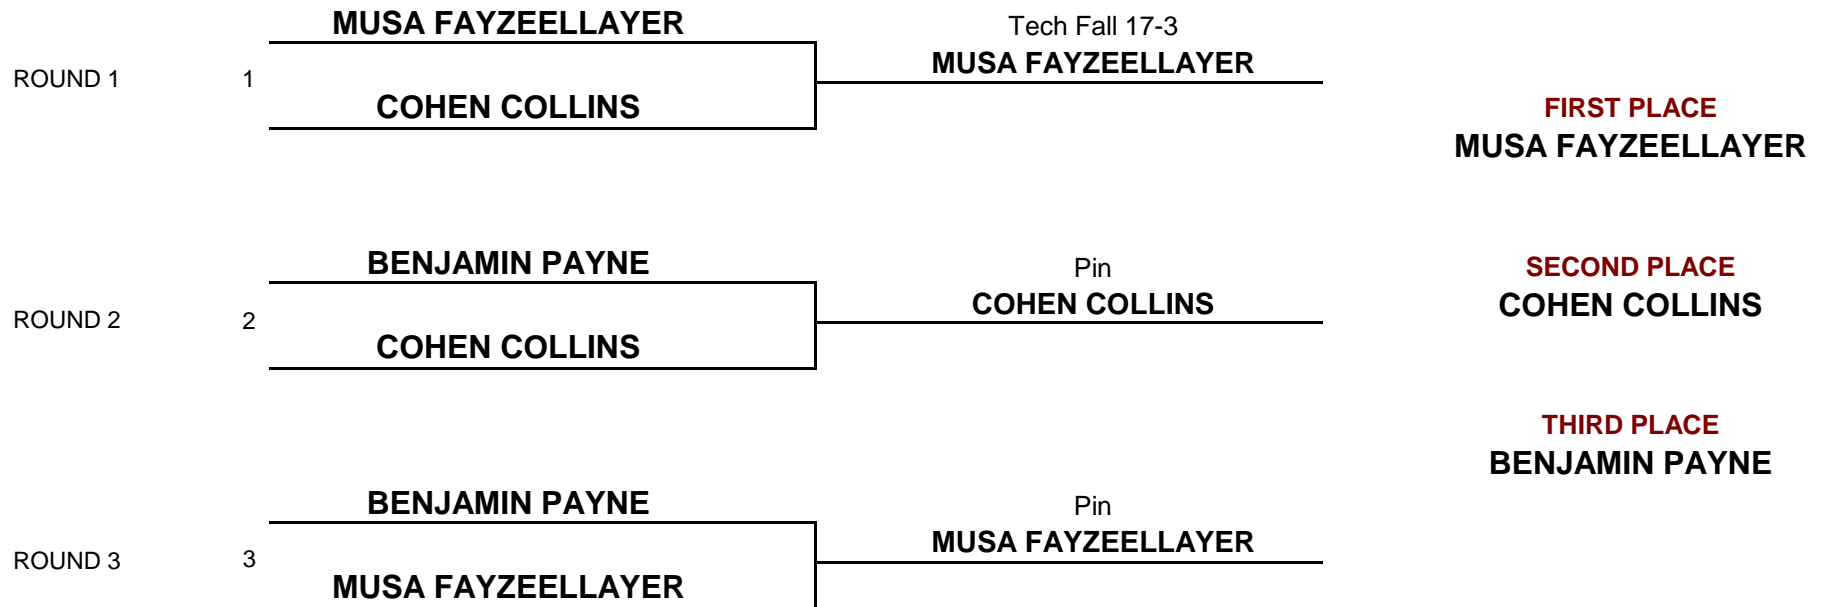 MUSA FAYZEELLAYER
Tech Fall 17-3
MUSA FAYZEELLAYER
ROUND 1
1
COHEN COLLINS
FIRST PLACE
MUSA FAYZEELLAYER
BENJAMIN PAYNE
Pin
COHEN COLLINS
SECOND PLACE
COHEN COLLINS
ROUND 2
2
COHEN COLLINS
THIRD PLACE
BENJAMIN PAYNE
BENJAMIN PAYNE
Pin
MUSA FAYZEELLAYER
ROUND 3
3
MUSA FAYZEELLAYER